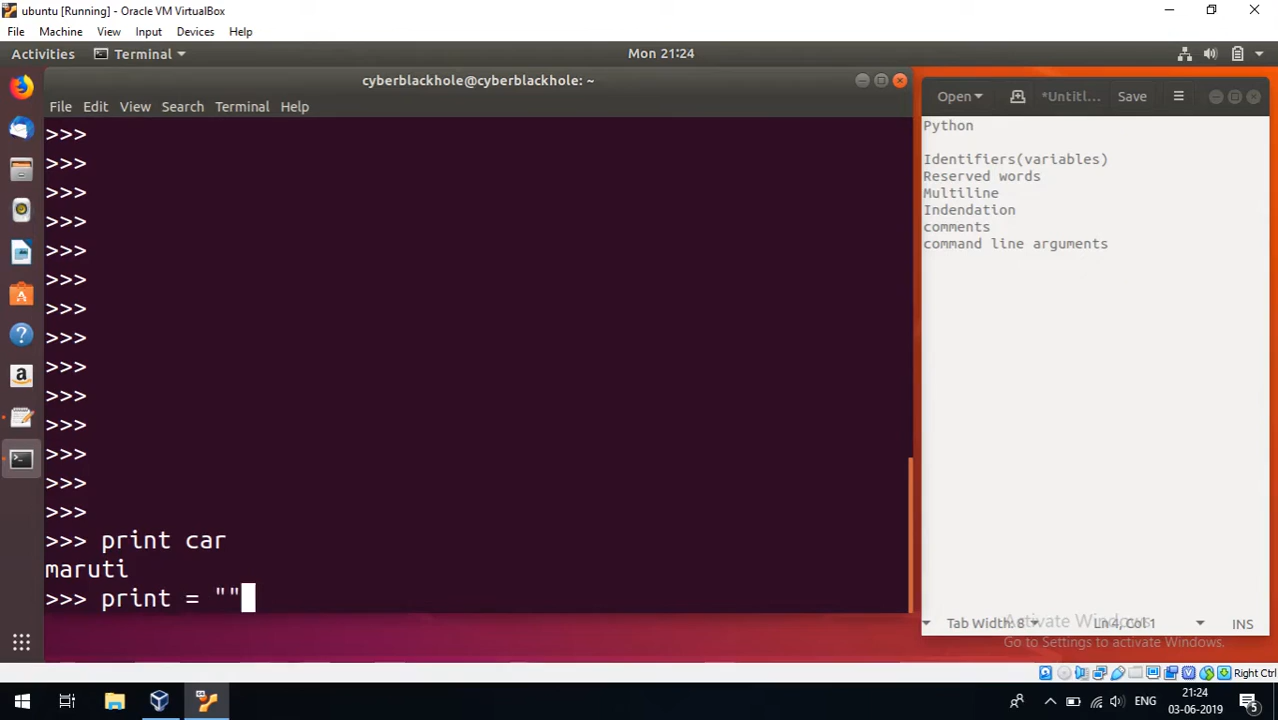 ubuntu [Running] - Oracle VM VirtualBox
File Machine View Input Devices Help
Activities Terminal Mon 21:24
cyberblackhole@cyberblackhole: ~
File Edit View Search Terminal Help
>>>
>>>
>>>
>>>
>>>
>>>
>>>
>>>
>>>
>>>
>>>
>>>
>>>
>>>
>>> print car
maruti
>>> print = ""
Open *Untitl... Save
Python
Identifiers(variables)
Reserved words
Multiline
Indendation
comments
command line arguments
Tab Width: 8 Ln4, Col 1 INS
Activate Windows
Go to Settings to activate Windows.
Right Ctrl
ENG
21:24
03-06-2019
5